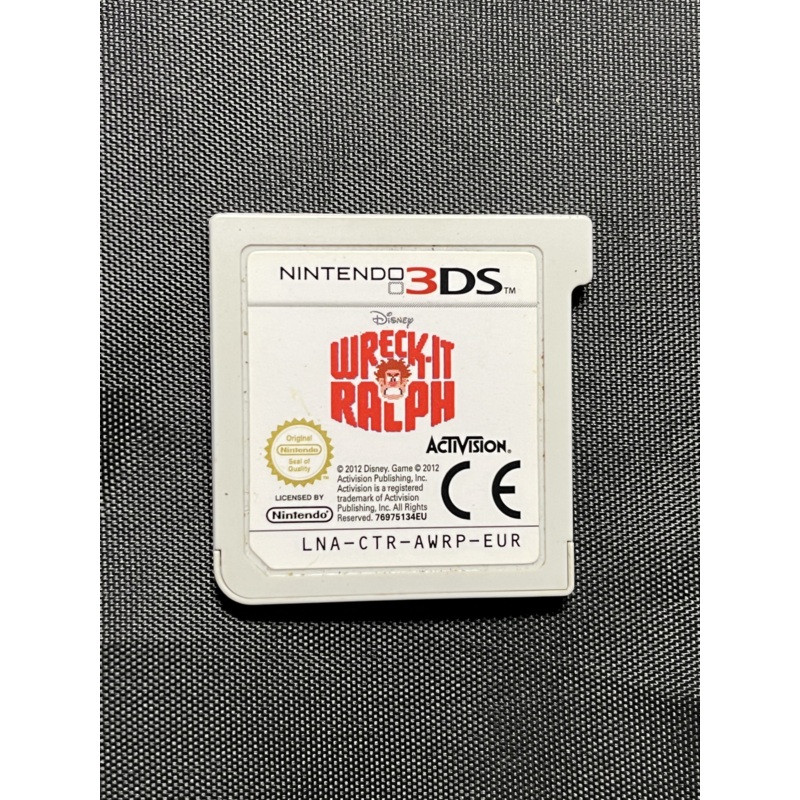 NINTENDO 3DS™
Disney
WRECK-IT
RALPH
ACTIVISION®
Original
Nintendo
Seal of
Quality
™
LICENSED BY
Nintendo®
© 2012 Disney. Game © 2012
Activision Publishing, Inc.
Activision is a registered
trademark of Activision
Publishing, Inc. All Rights
Reserved. 76975134EU
CE
LNA-CTR-AWRP-EUR